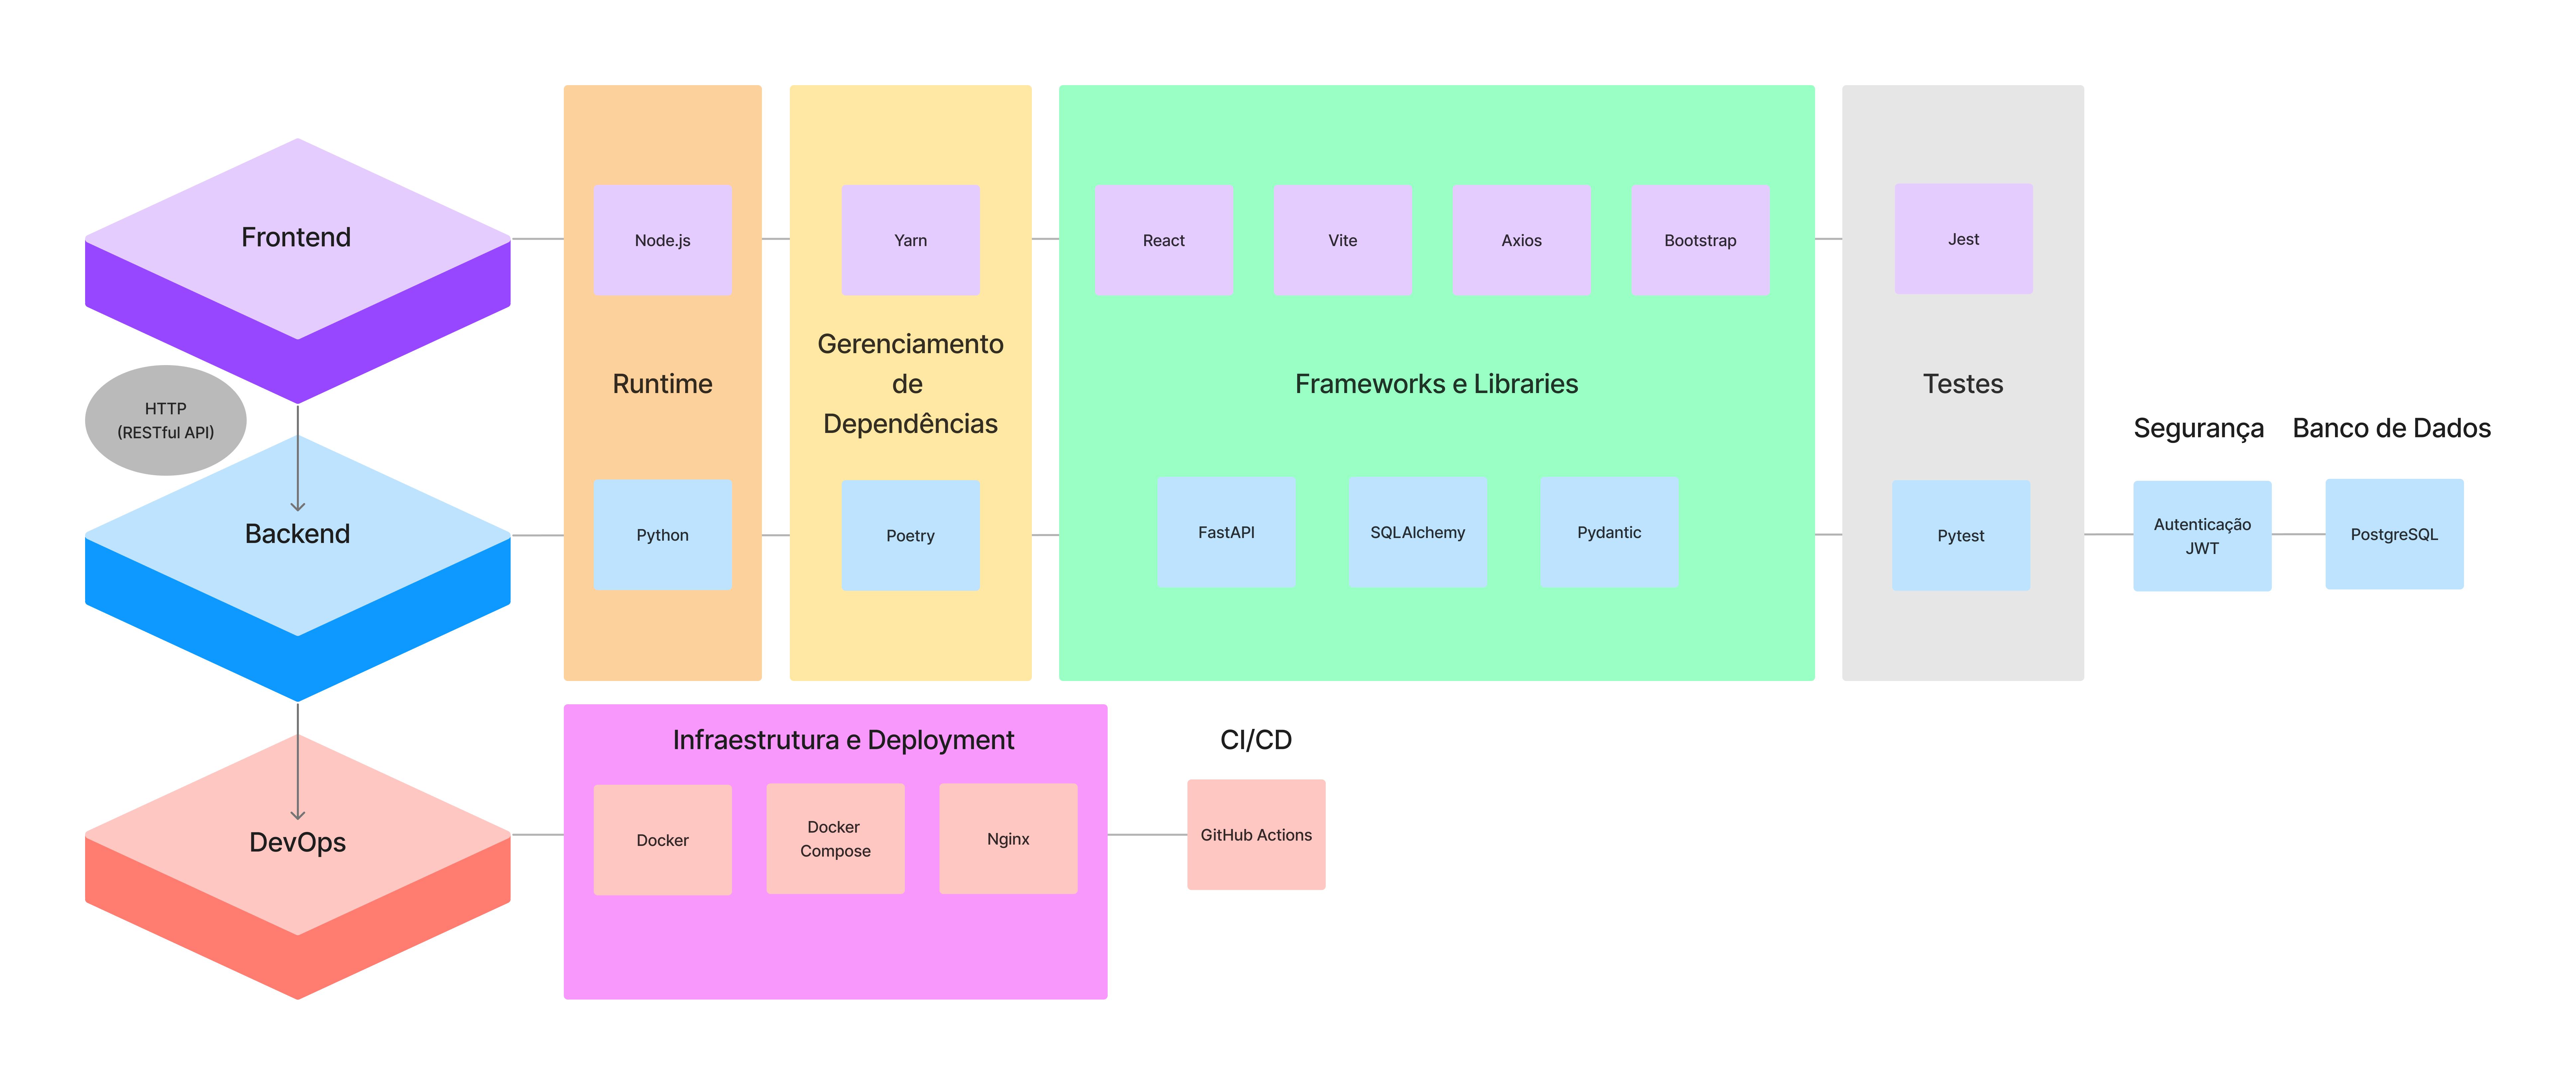 Frontend
Node.js
Yarn
React
Vite
Axios
Bootstrap
Jest
Runtime
Gerenciamento
de
Dependências
Frameworks e Libraries
Testes
HTTP
(RESTful API)
Segurança
Banco de Dados
Backend
Python
Poetry
FastAPI
SQLAlchemy
Pydantic
Pytest
Autenticação
JWT
PostgreSQL
Infraestrutura e Deployment
CI/CD
DevOps
Docker
Docker
Compose
Nginx
GitHub Actions